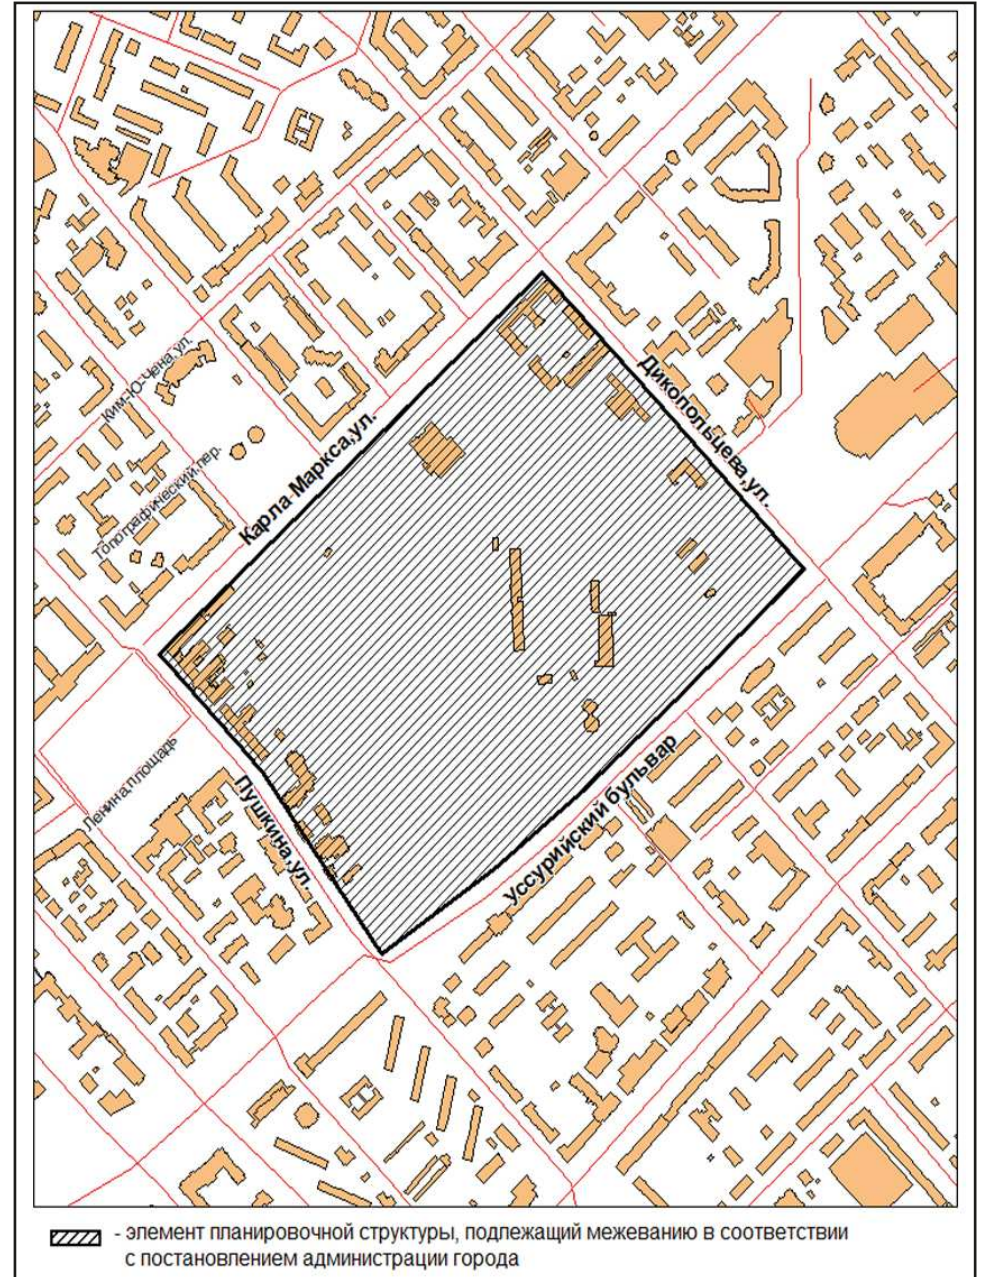 Ким-Ю-Чена,ул.
Топографический,пер.
Карла-Маркса,ул.
Дикопольцева,ул.
Ленина,площадь
Пушкина,ул.
Уссурийский бульвар
- элемент планировочной структуры, подлежащий межеванию в соответствии
с постановлением администрации города